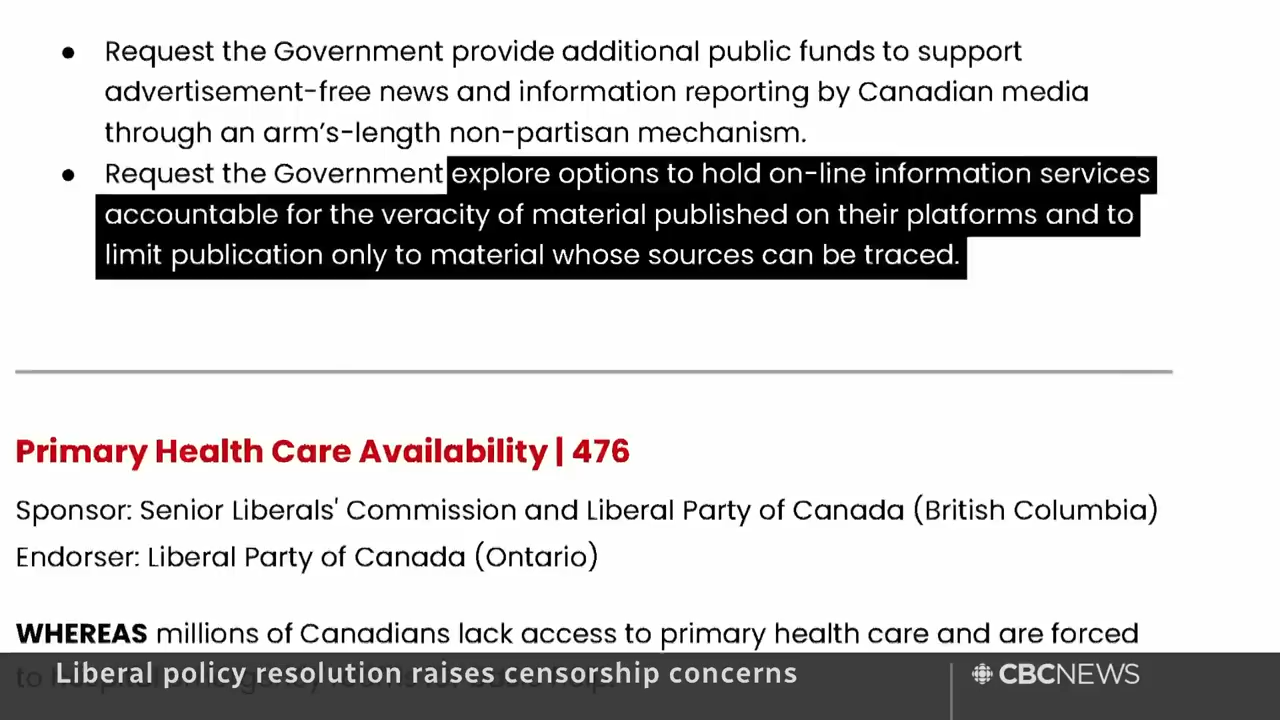 ● Request the Government provide additional public funds to support
advertisement-free news and information reporting by Canadian media
through an arm's-length non-partisan mechanism.
● Request the Government explore options to hold on-line information services
accountable for the veracity of material published on their platforms and to
limit publication only to material whose sources can be traced.
Primary Health Care Availability | 476
Sponsor: Senior Liberals' Commission and Liberal Party of Canada (British Columbia)
Endorser: Liberal Party of Canada (Ontario)
WHEREAS millions of Canadians lack access to primary health care and are forced
to
Liberal policy resolution raises censorship concerns
CBCNEWS